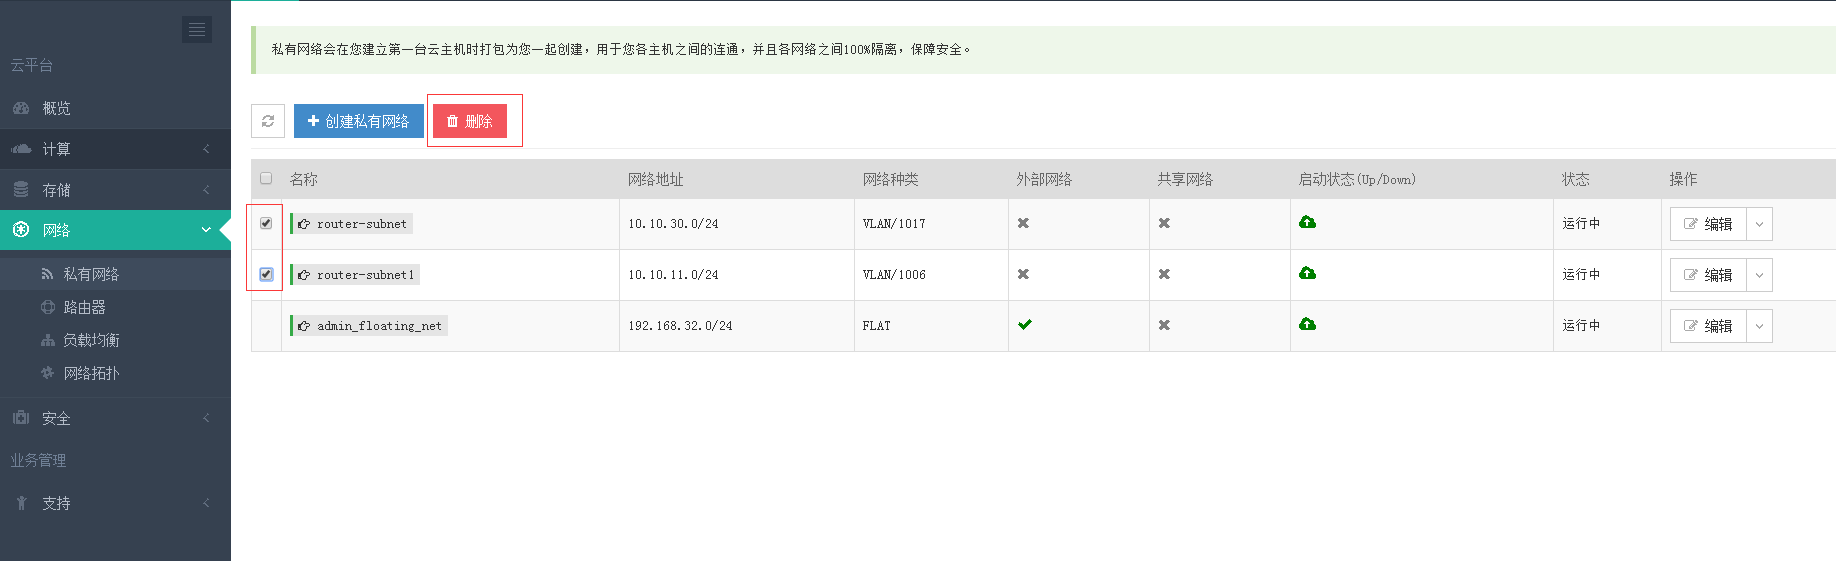 云平台
概览
计算
存储
网络
私有网络
路由器
负载均衡
网络拓扑
安全
业务管理
支持
私有网络会在您建立第一台云主机时打包为您一起创建，用于您各主机之间的连通，并且各网络之间100%隔离，保障安全。
创建私有网络 删除
名称 网络地址 网络种类 外部网络 共享网络 启动状态(Up/Down) 状态 操作
router-subnet 10.10.30.0/24 VLAN/1017 运行中 编辑
router-subnet1 10.10.11.0/24 VLAN/1006 运行中 编辑
admin_floating_net 192.168.32.0/24 FLAT 运行中 编辑